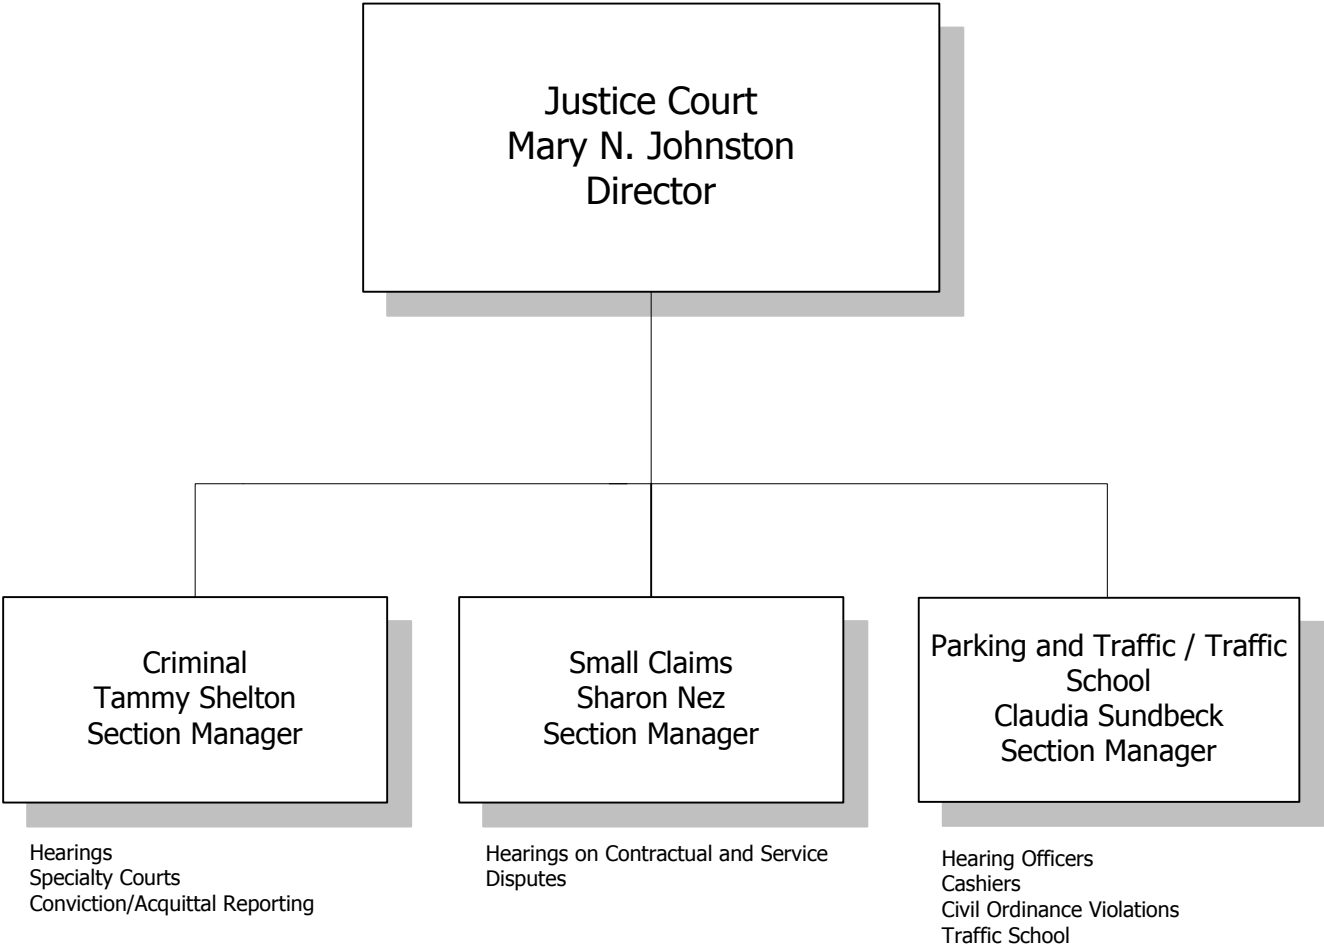 Justice Court
Mary N. Johnston
Director
Criminal
Tammy Shelton
Section Manager
Small Claims
Sharon Nez
Section Manager
Parking and Traffic / Traffic
School
Claudia Sundbeck
Section Manager
Hearings
Specialty Courts
Conviction/Acquittal Reporting
Hearings on Contractual and Service
Disputes
Hearing Officers
Cashiers
Civil Ordinance Violations
Traffic School